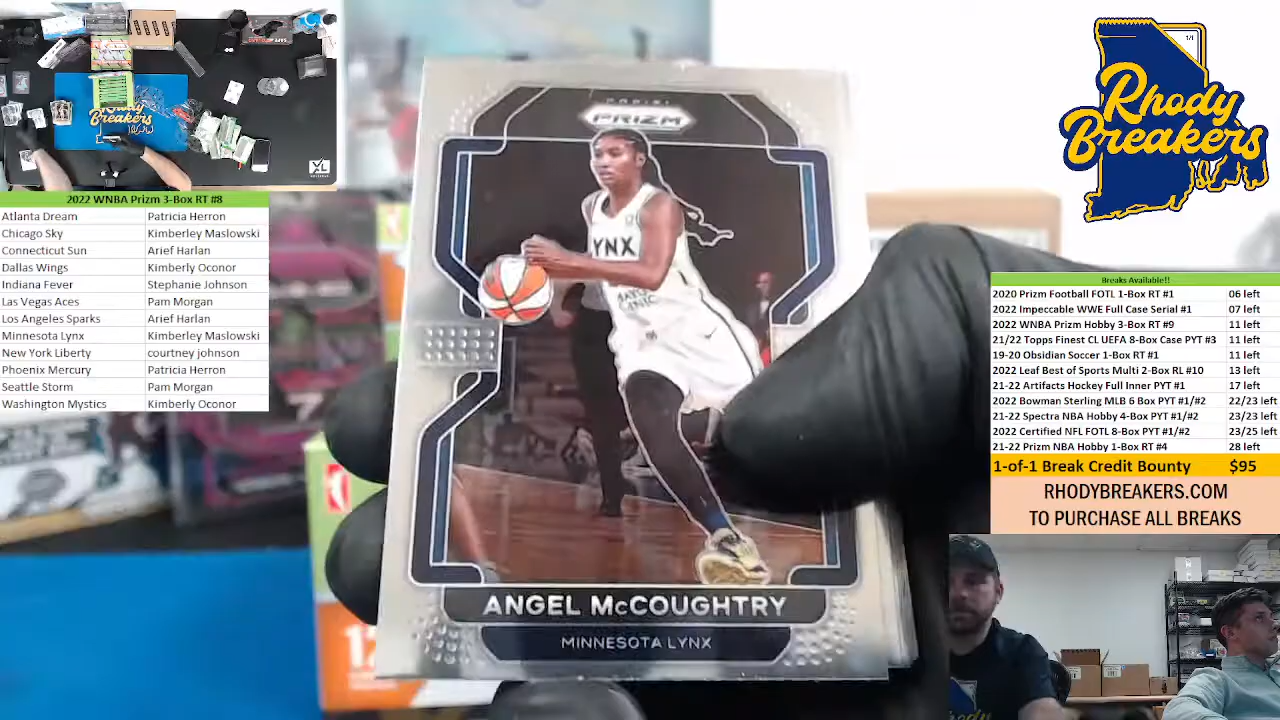 Rhody
Breakers
XL
2022 WNBA Prizm 3-Box RT #8
Atlanta Dream Patricia Herron
Chicago Sky Kimberley Maslowski
Connecticut Sun Arief Harlan
Dallas Wings Kimberly Oconor
Indiana Fever Stephanie Johnson
Las Vegas Aces Pam Morgan
Los Angeles Sparks Arief Harlan
Minnesota Lynx Kimberley Maslowski
New York Liberty courtney johnson
Phoenix Mercury Patricia Herron
Seattle Storm Pam Morgan
Washington Mystics Kimberly Oconor
PANINI
PRIZM
YNX
ANGEL McCOUGHTRY
MINNESOTA LYNX
1/1
Rhody
Breakers
Breaks Available!!
2020 Prizm Football FOTL 1-Box RT #1 06 left
2022 Impeccable WWE Full Case Serial #1 07 left
2022 WNBA Prizm Hobby 3-Box RT #9 11 left
21/22 Topps Finest CL UEFA 8-Box Case PYT #3 11 left
19-20 Obsidian Soccer 1-Box RT #1 11 left
2022 Leaf Best of Sports Multi 2-Box RL #10 13 left
21-22 Artifacts Hockey Full Inner PYT #1 17 left
2022 Bowman Sterling MLB 6 Box PYT #1/#2 22/23 left
21-22 Spectra NBA Hobby 4-Box PYT #1/#2 23/23 left
2022 Certified NFL FOTL 8-Box PYT #1/#2 23/25 left
21-22 Prizm NBA Hobby 1-Box RT #4 28 left
1-of-1 Break Credit Bounty $95
RHODYBREAKERS.COM
TO PURCHASE ALL BREAKS